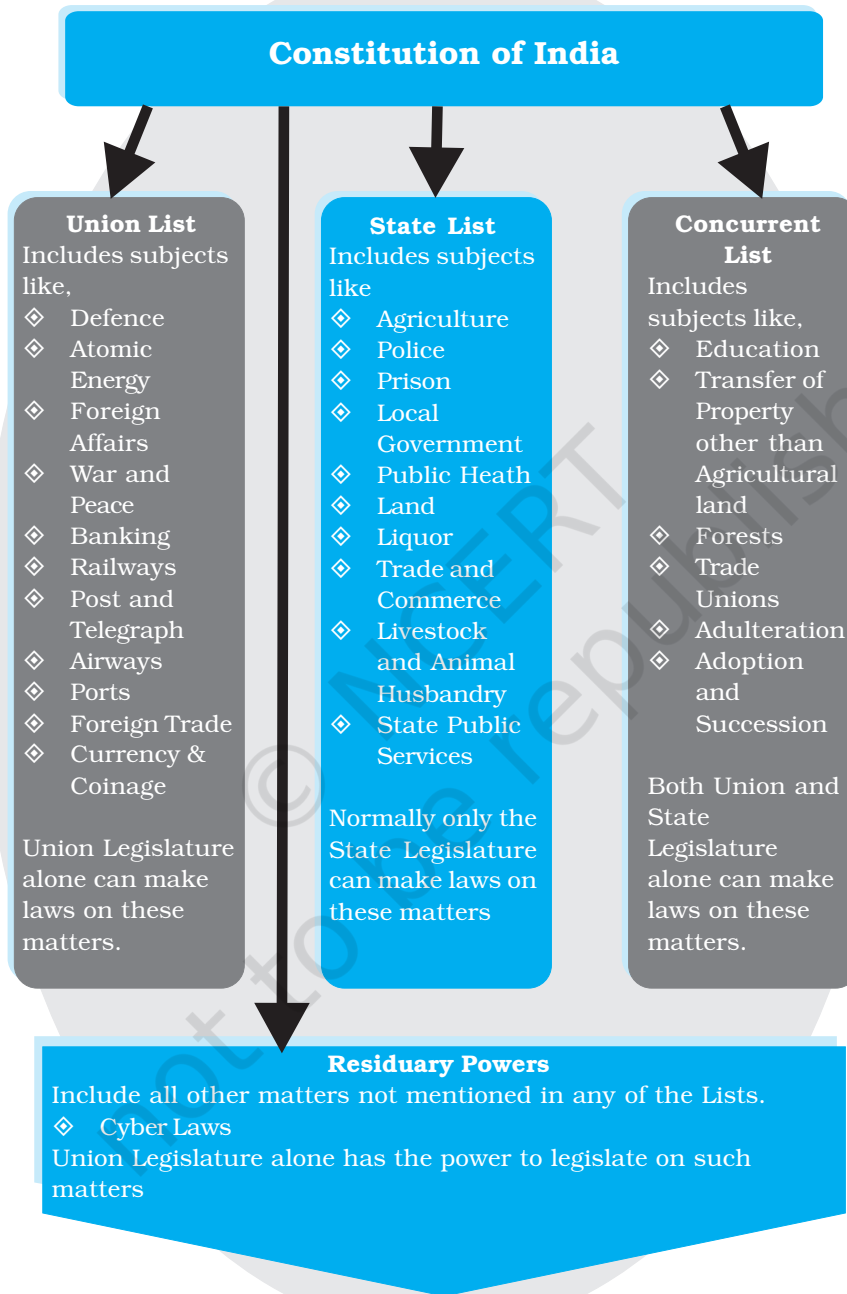 Constitution of India
Union List
Includes subjects
like,
Defence
Atomic
Energy
Foreign
Affairs
War and
Peace
Banking
Railways
Post and
Telegraph
Airways
Ports
Foreign Trade
Currency &
Coinage
Union Legislature
alone can make
laws on these
matters.
State List
Includes subjects
like
Agriculture
Police
Prison
Local
Government
Public Heath
Land
Liquor
Trade and
Commerce
Livestock
and Animal
Husbandry
State Public
Services
Normally only the
State Legislature
can make laws on
these matters
Concurrent
List
Includes
subjects like,
Education
Transfer of
Property
other than
Agricultural
land
Forests
Trade
Unions
Adulteration
Adoption
and
Succession
Both Union and
State
Legislature
alone can make
laws on these
matters.
Residuary Powers
Include all other matters not mentioned in any of the Lists.
Cyber Laws
Union Legislature alone has the power to legislate on such
matters
© NCERT
not to be republish